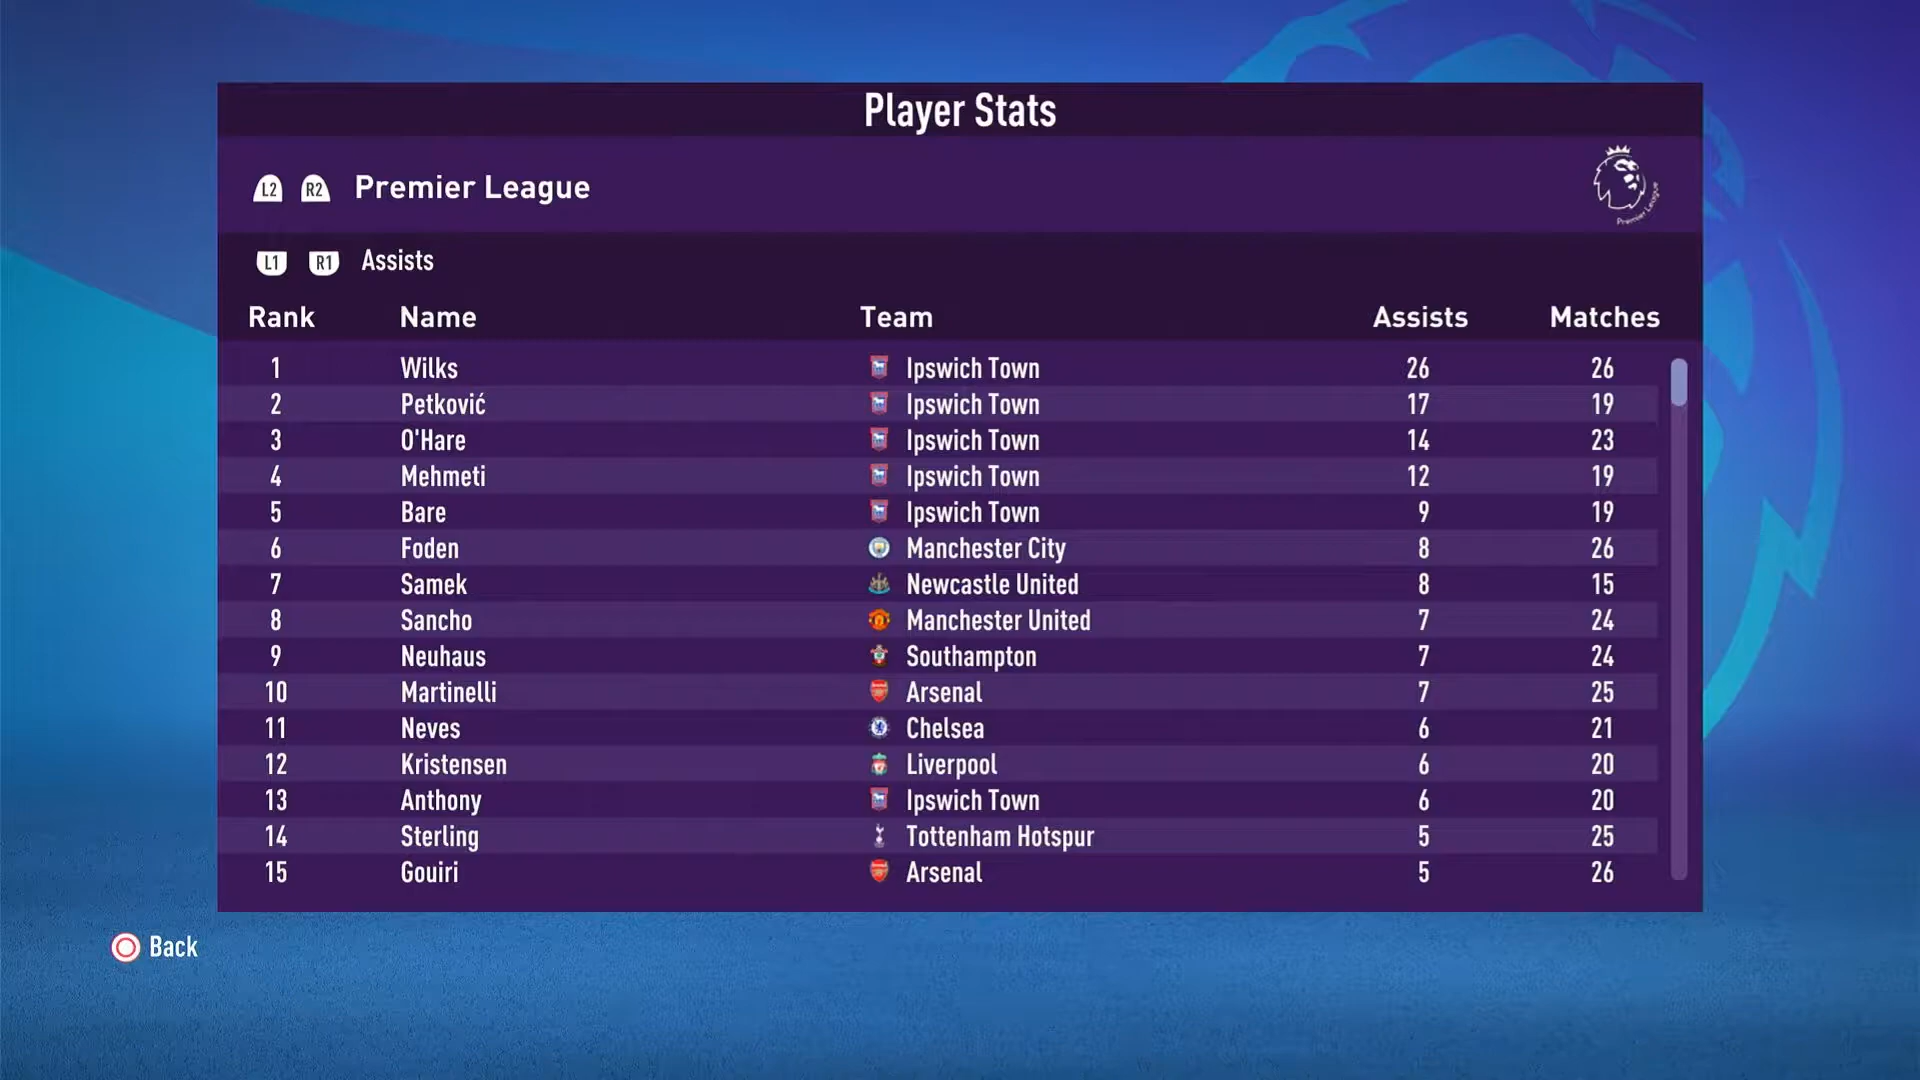 Player Stats
L2 R2 Premier League
Premier League
L1 R1 Assists
Rank Name Team Assists Matches
1 Wilks Ipswich Town 26 26
2 Petković Ipswich Town 17 19
3 O'Hare Ipswich Town 14 23
4 Mehmeti Ipswich Town 12 19
5 Bare Ipswich Town 9 19
6 Foden Manchester City 8 26
7 Samek Newcastle United 8 15
8 Sancho Manchester United 7 24
9 Neuhaus Southampton 7 24
10 Martinelli Arsenal 7 25
11 Neves Chelsea 6 21
12 Kristensen Liverpool 6 20
13 Anthony Ipswich Town 6 20
14 Sterling Tottenham Hotspur 5 25
15 Gouiri Arsenal 5 26
Back